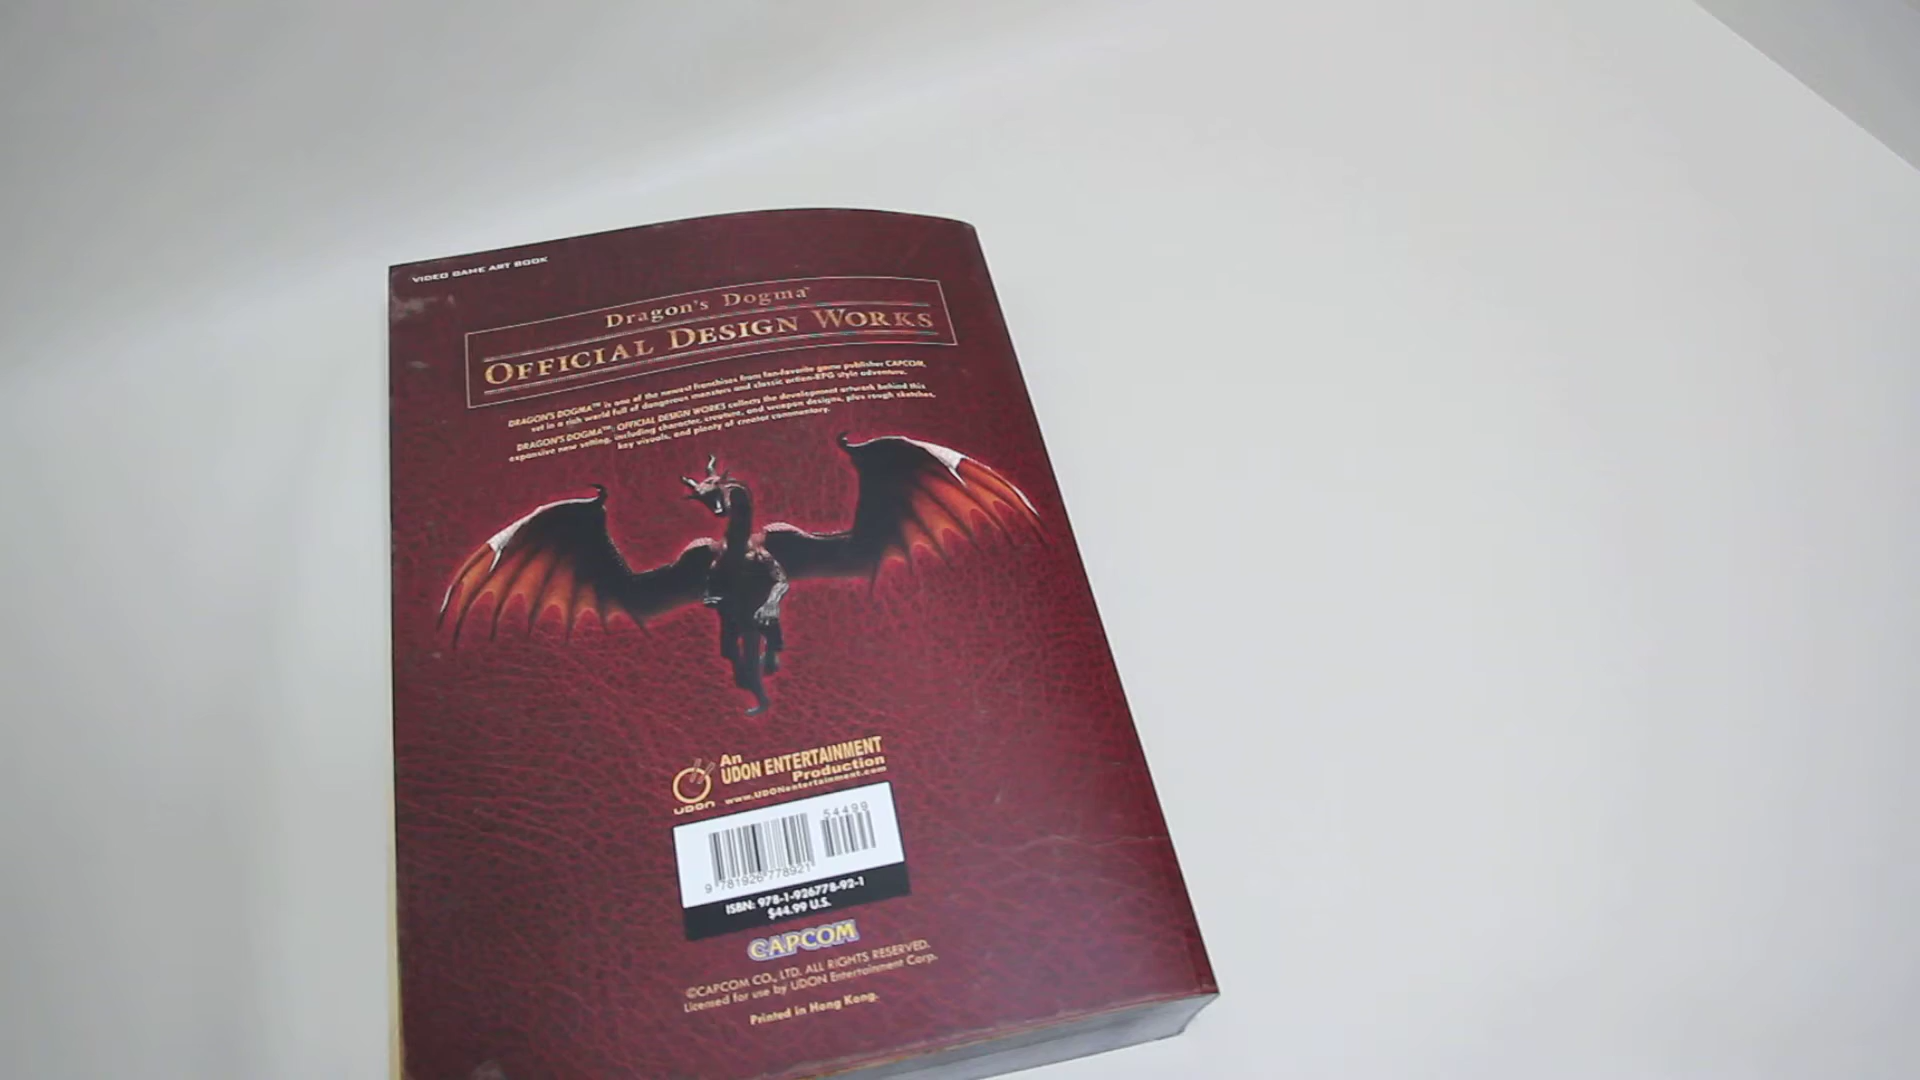 VIDEO GAME ART BOOK
Dragon's Dogma™
OFFICIAL DESIGN WORKS
DRAGON'S DOGMA™ is one of the newest franchises from fan-favorite game publisher CAPCOM,
set in a rich world full of dangerous monsters and classic action-RPG style adventure.
DRAGON'S DOGMA™: OFFICIAL DESIGN WORKS collects the development artwork behind this
expansive new setting, including character, creature, and weapon designs, plus rough sketches,
key visuals, and plenty of creator commentary.
An
UDON ENTERTAINMENT
Production
UDON www.UDONentertainment.com
54499
9 781926 778921
ISBN: 978-1-926778-92-1
$44.99 U.S.
CAPCOM
©CAPCOM CO., LTD. ALL RIGHTS RESERVED.
Licensed for use by UDON Entertainment Corp.
Printed in Hong Kong.